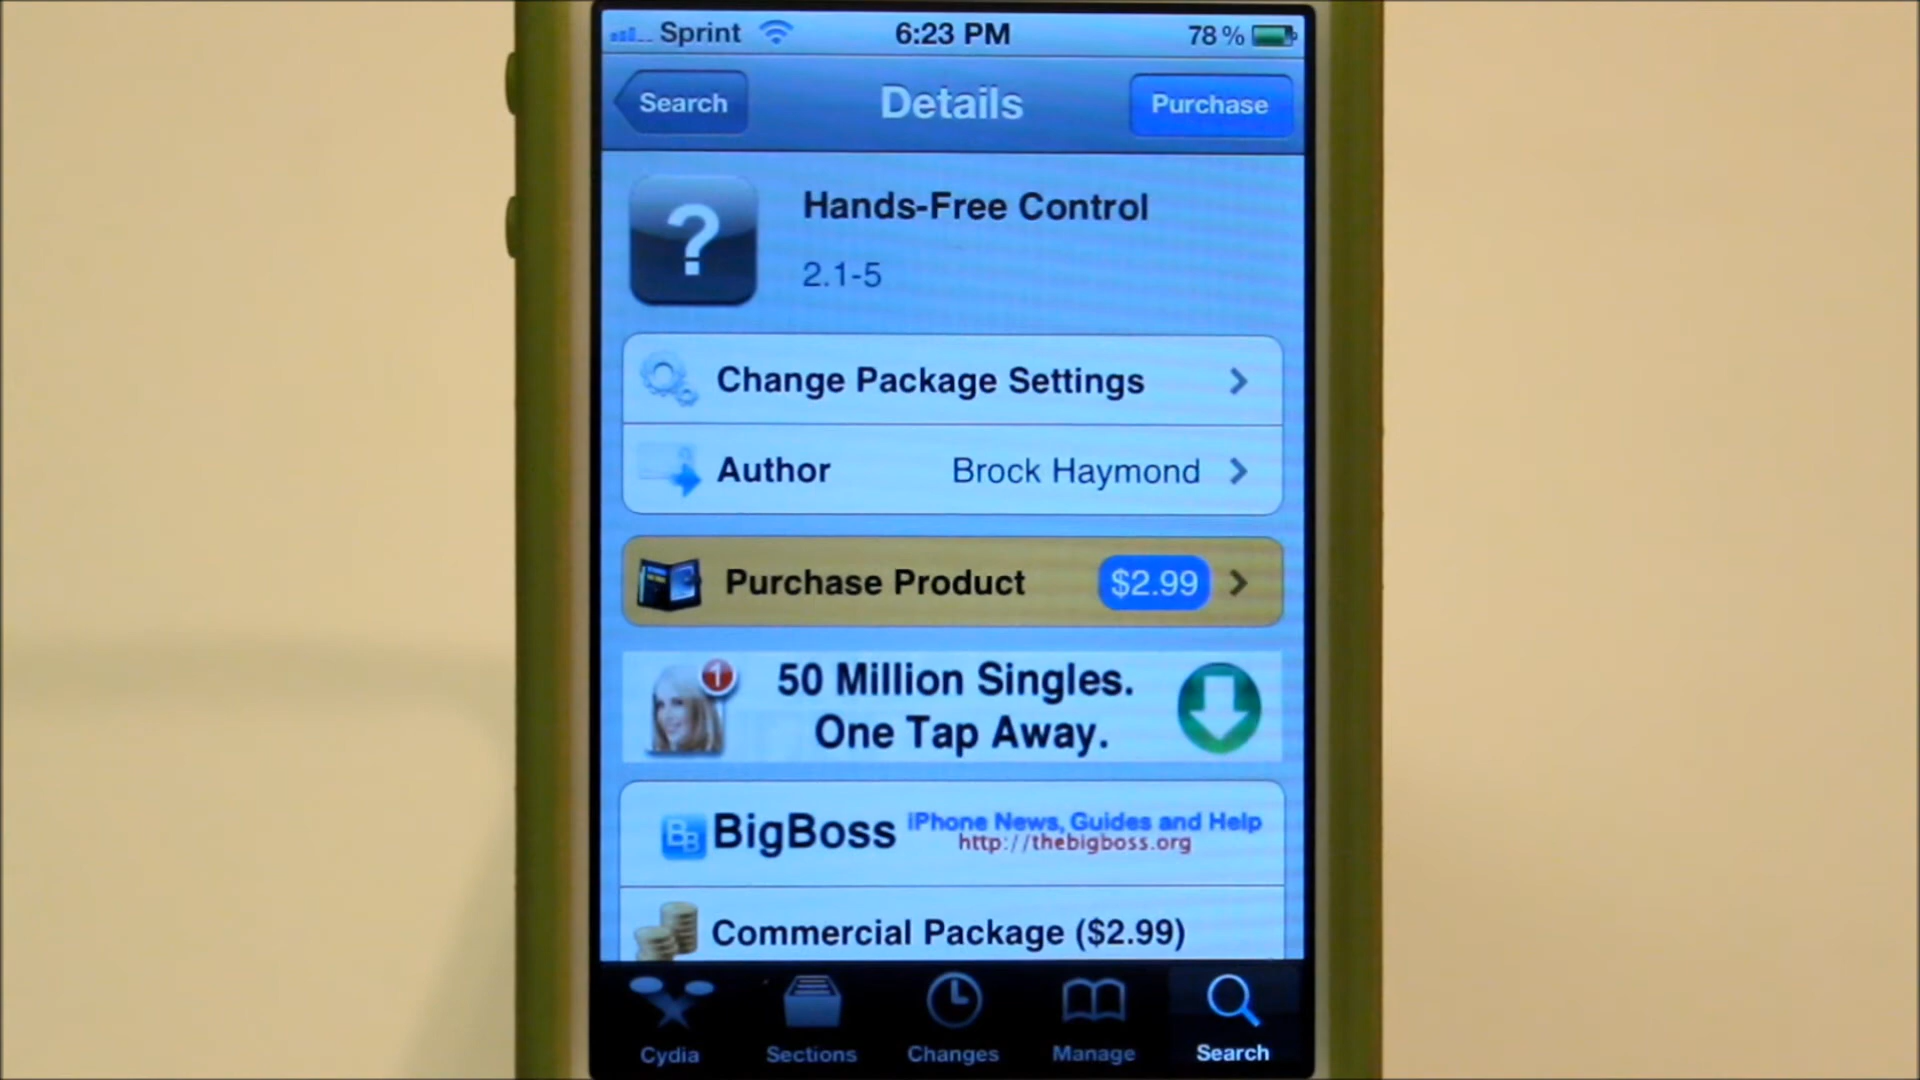 Sprint 6:23 PM 78%
Search Details Purchase
?
Hands-Free Control
2.1-5
Change Package Settings
Author Brock Haymond
Purchase Product $2.99
1
50 Million Singles.
One Tap Away.
BB BigBoss iPhone News, Guides and Help
http://thebigboss.org
Commercial Package ($2.99)
Cydia Sections Changes Manage Search